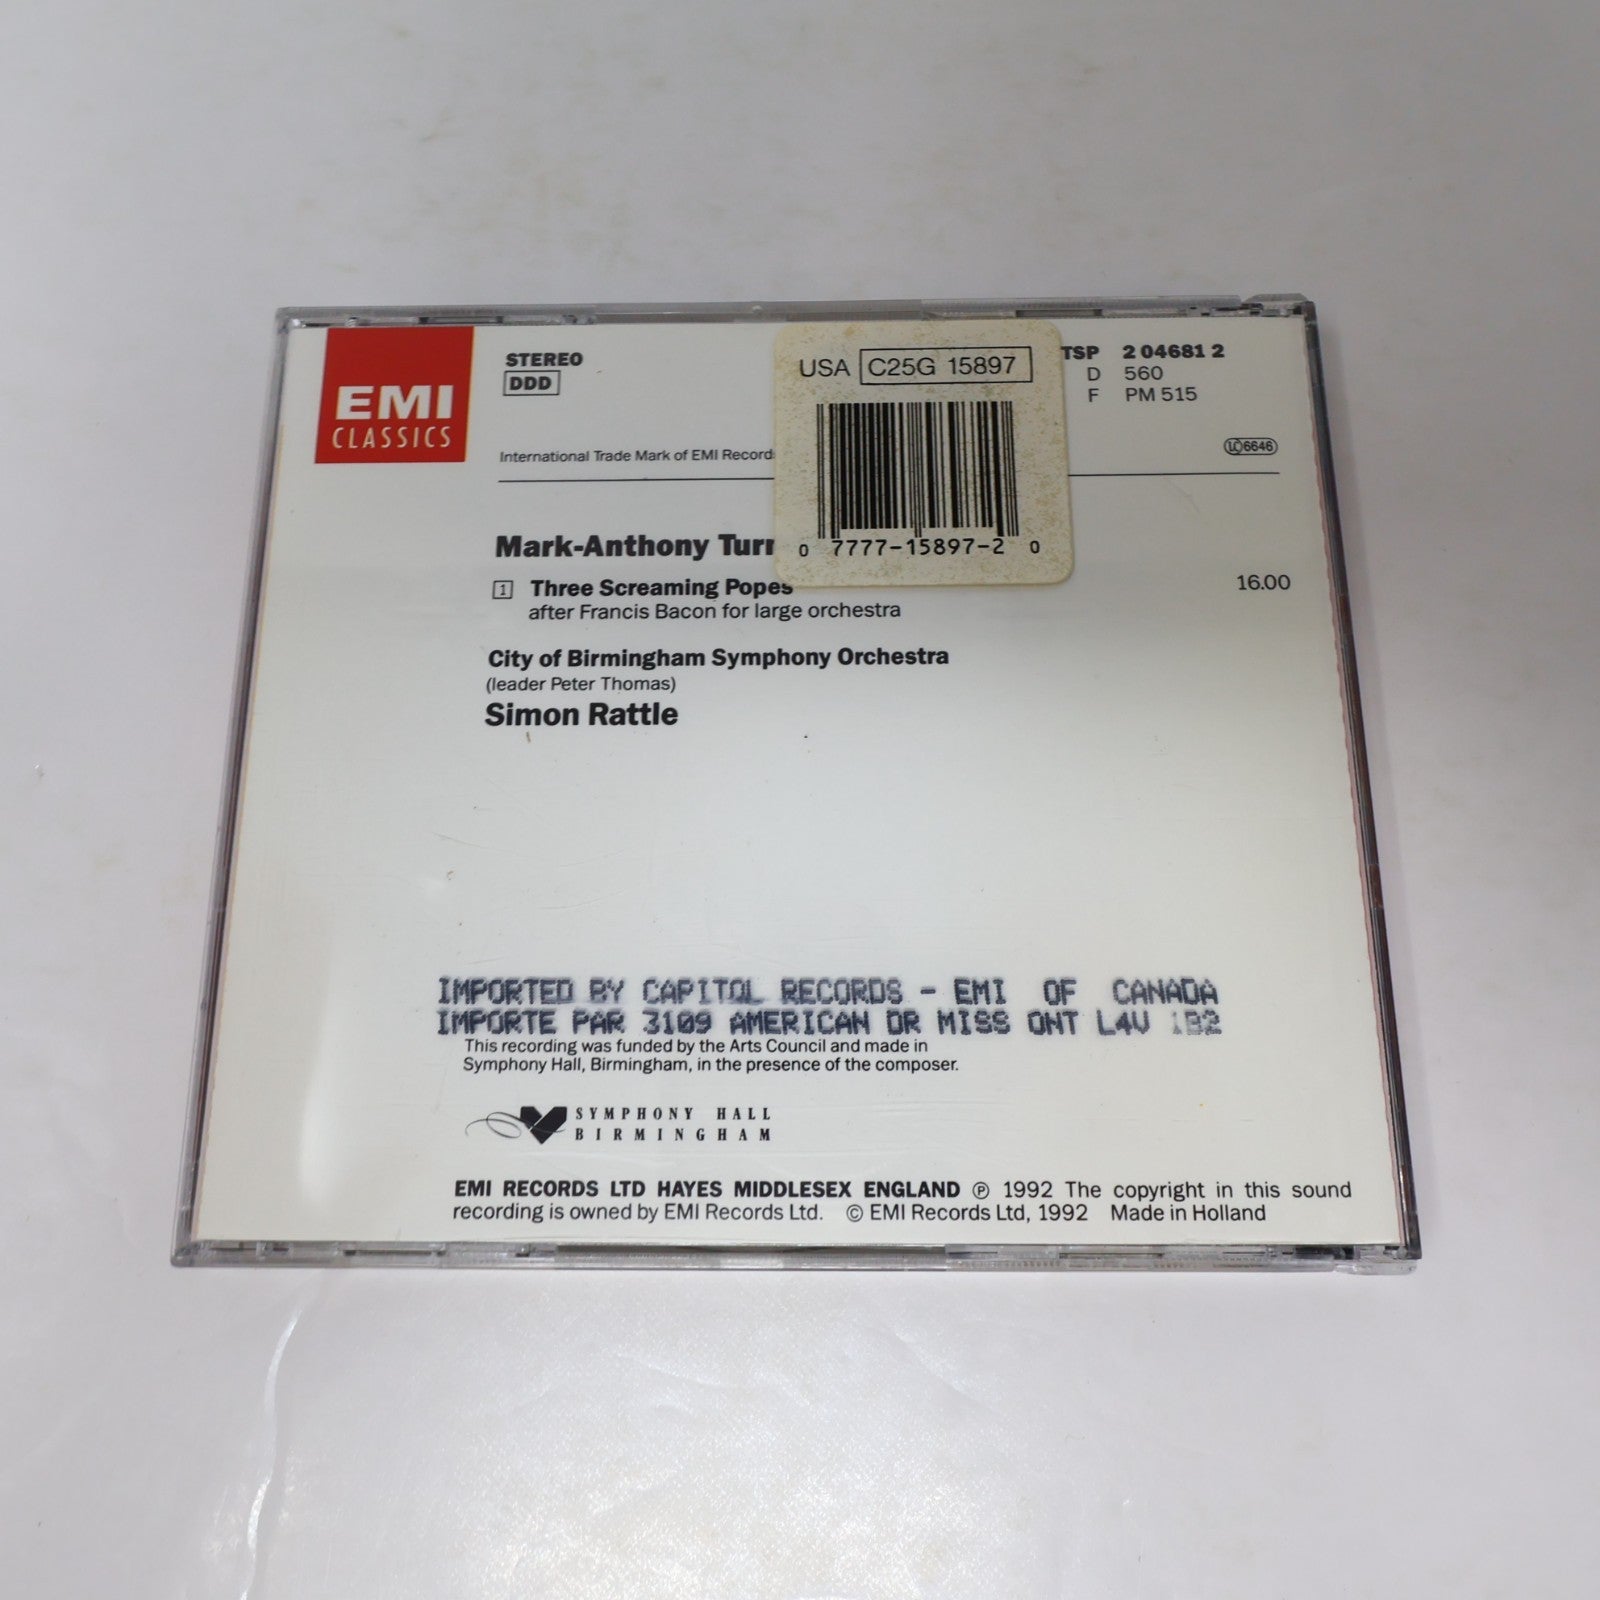 EMI
CLASSICS
STEREO
DDD
International Trade Mark of EMI Record
USA C25G 15897
0 7777-15897-2 0
TSP 2 04681 2
D 560
F PM 515
LC 6646
Mark-Anthony Turn
1 Three Screaming Popes 16.00
after Francis Bacon for large orchestra
City of Birmingham Symphony Orchestra
(leader Peter Thomas)
Simon Rattle
IMPORTED BY CAPITOL RECORDS - EMI OF CANADA
IMPORTE PAR 3109 AMERICAN DR MISS ONT L4V 1B2
This recording was funded by the Arts Council and made in
Symphony Hall, Birmingham, in the presence of the composer.
SYMPHONY HALL
BIRMINGHAM
EMI RECORDS LTD HAYES MIDDLESEX ENGLAND ℗ 1992 The copyright in this sound
recording is owned by EMI Records Ltd. © EMI Records Ltd, 1992 Made in Holland